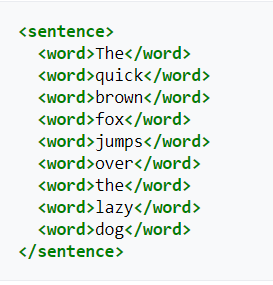 <sentence>
  <word>The</word>
  <word>quick</word>
  <word>brown</word>
  <word>fox</word>
  <word>jumps</word>
  <word>over</word>
  <word>the</word>
  <word>lazy</word>
  <word>dog</word>
</sentence>